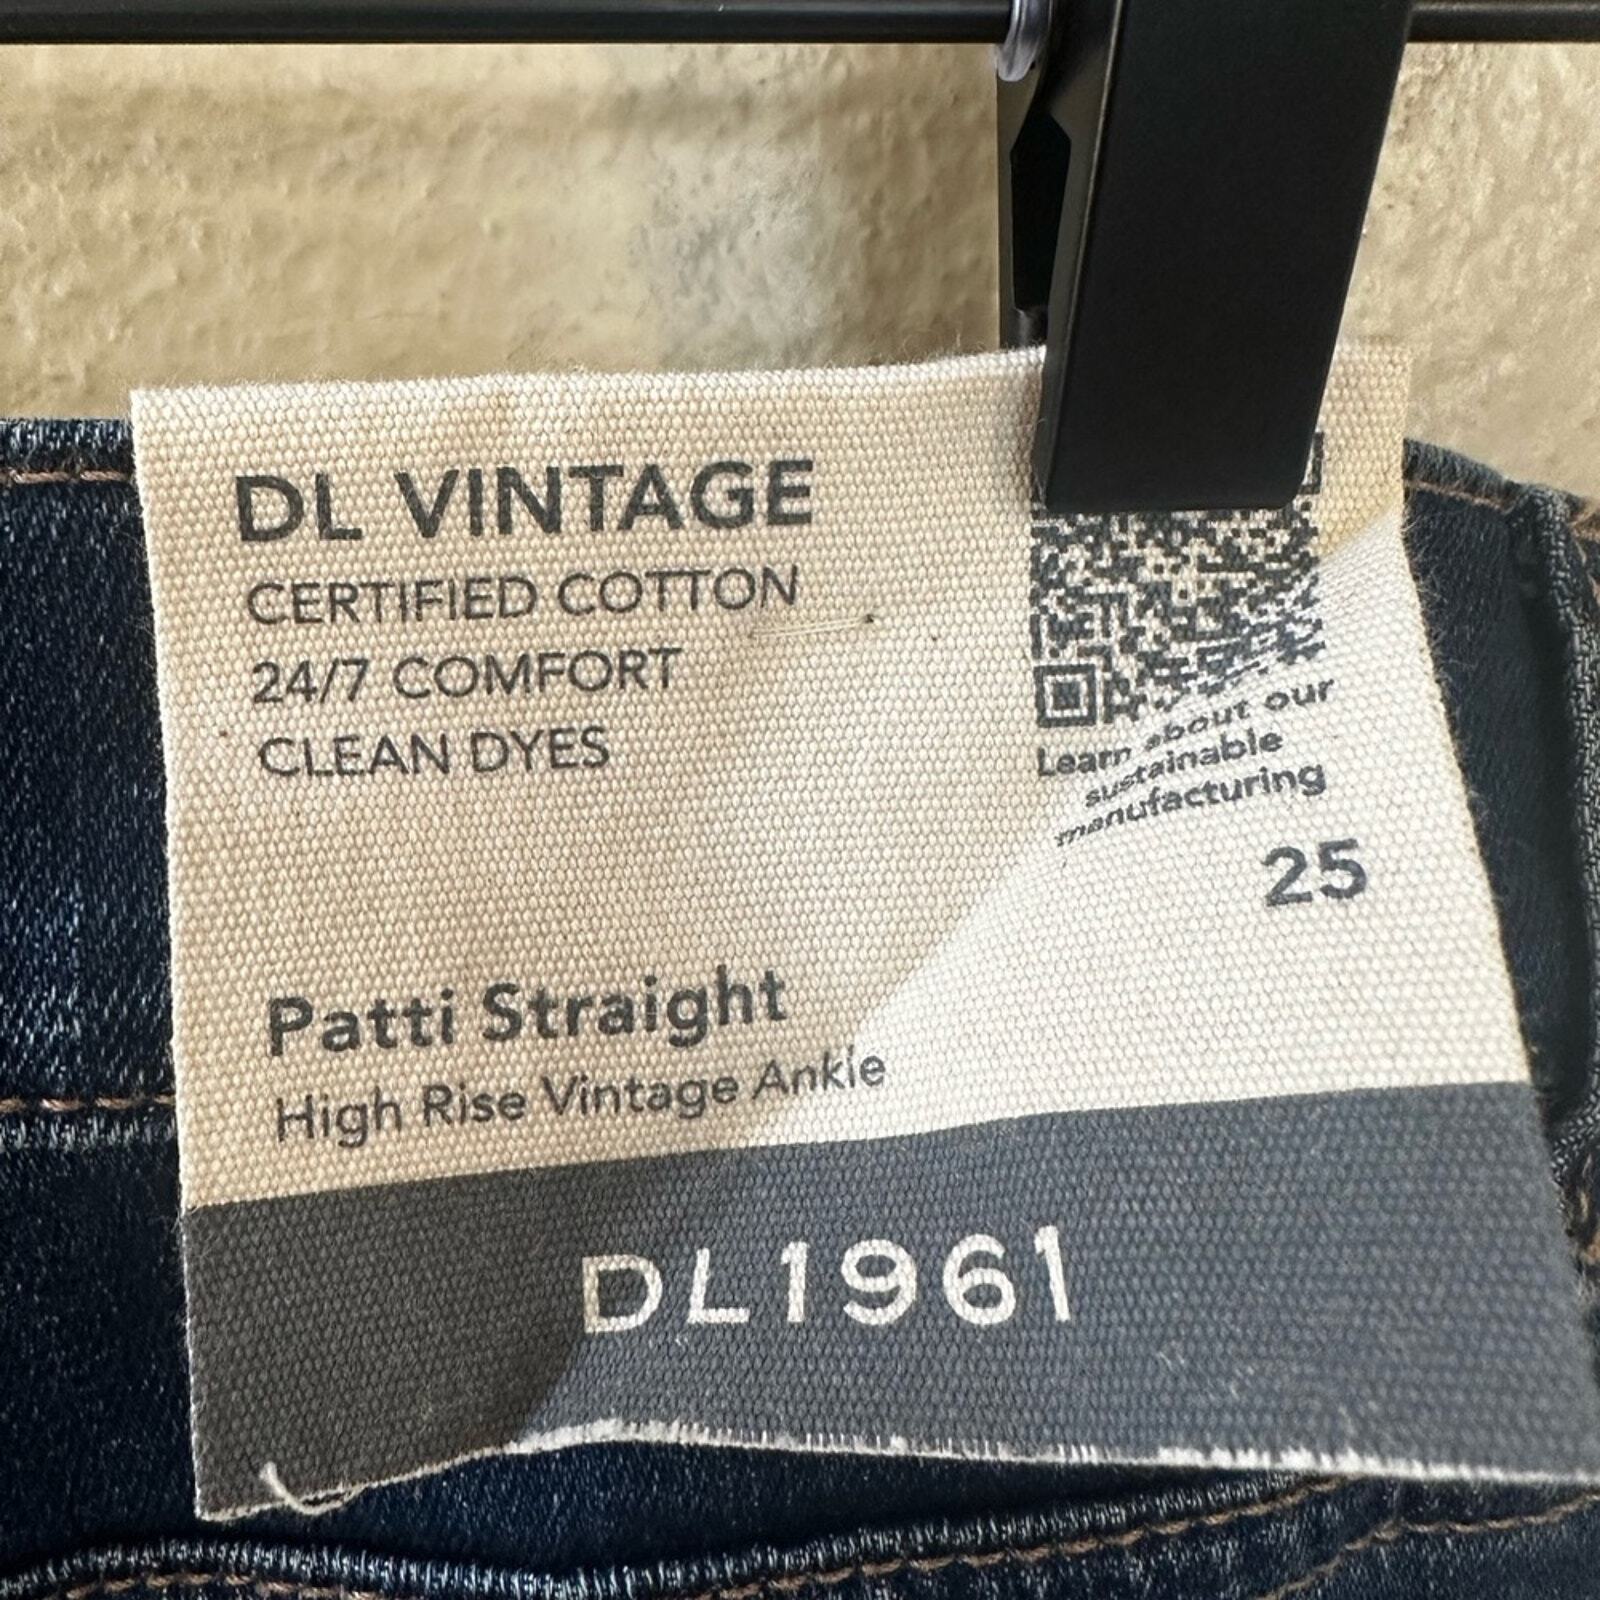 DL VINTAGE
CERTIFIED COTTON
24/7 COMFORT
CLEAN DYES
Learn about our
sustainable
manufacturing
25
Patti Straight
High Rise Vintage Ankle
DL1961